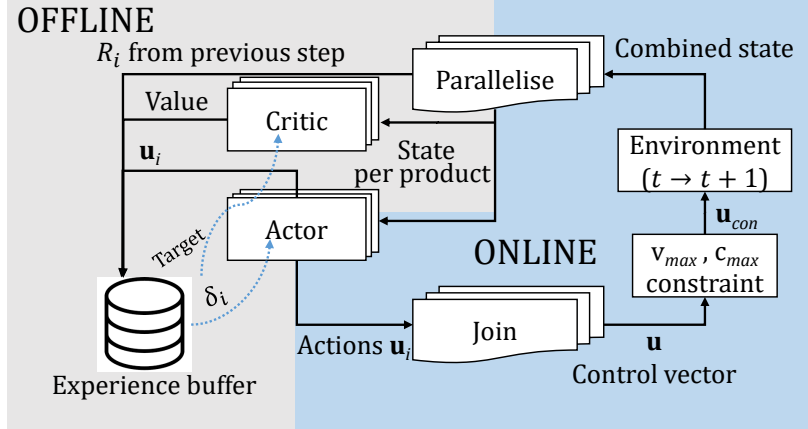 OFFLINE
R_i from previous step
Parallelise
Combined state
Value
Critic
u_i
State
per product
Environment
(t → t + 1)
u_con
Target
Actor
ONLINE
v_max , c_max
constraint
δ_i
Actions u_i
Join
u
Control vector
Experience buffer